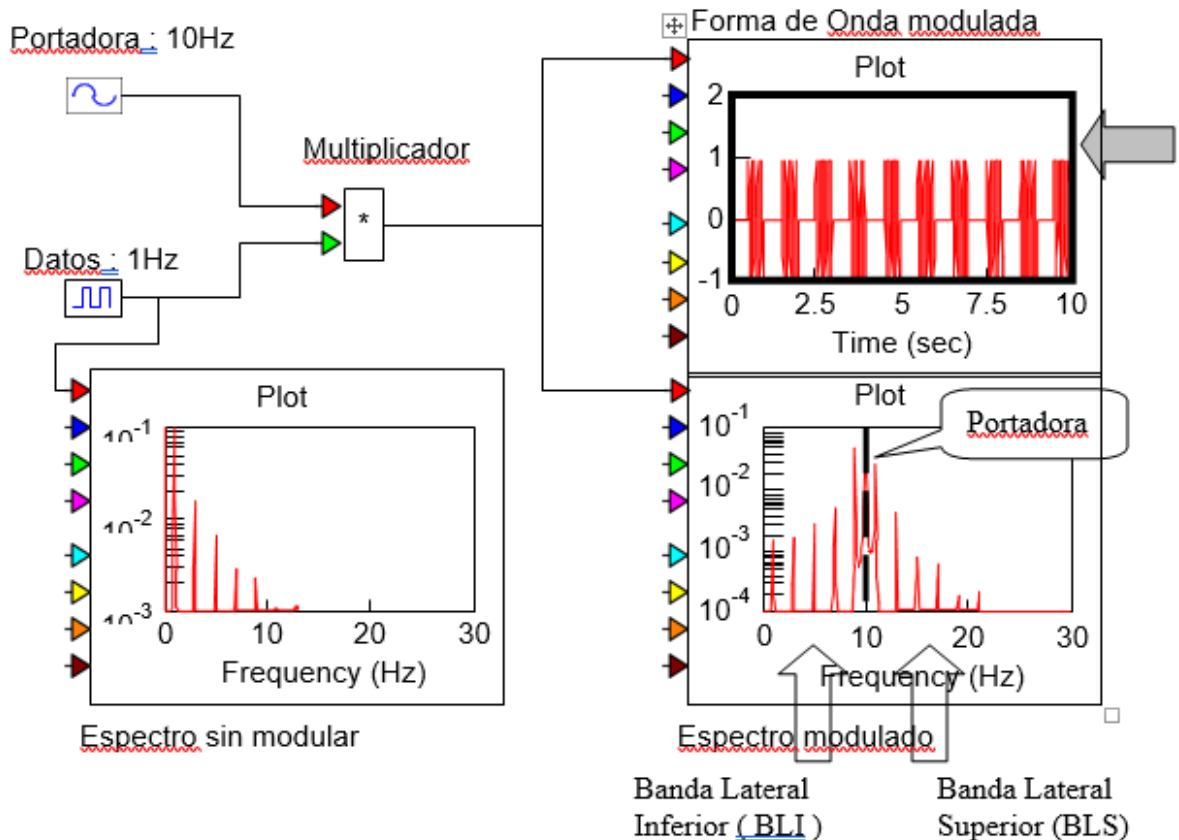 Portadora : 10Hz
Multiplicador
*
Datos : 1Hz
Forma de Onda modulada
Plot
2
1
0
-1
0 2.5 5 7.5 10
Time (sec)
Plot
10-1
10-2
10-3
0 10 20 30
Frequency (Hz)
Espectro sin modular
Plot
Portadora
10-1
10-2
10-3
10-4
0 10 20 30
Frequency (Hz)
Espectro modulado
Banda Lateral
Inferior ( BLI )
Banda Lateral
Superior (BLS)